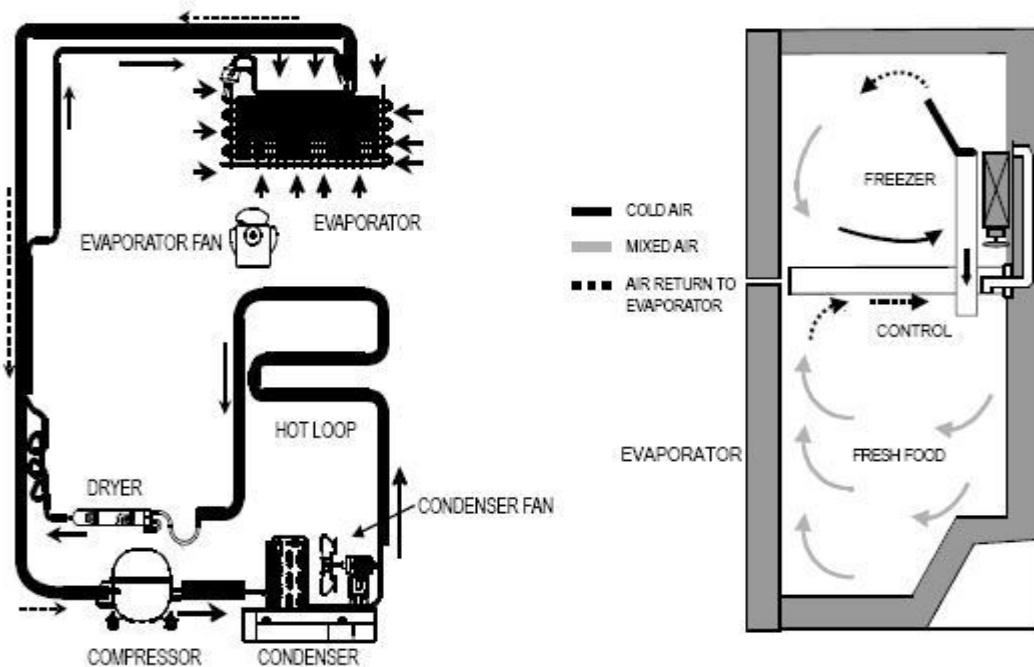 EVAPORATOR FAN
EVAPORATOR
HOT LOOP
DRYER
CONDENSER FAN
COMPRESSOR
CONDENSER
COLD AIR
MIXED AIR
AIR RETURN TO
EVAPORATOR
EVAPORATOR
FREEZER
CONTROL
FRESH FOOD